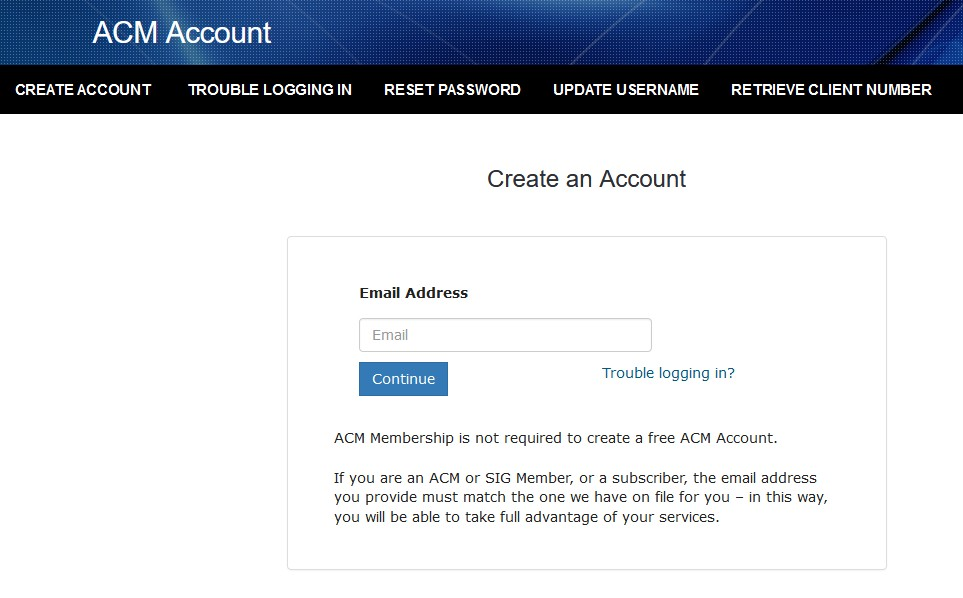 ACM Account
CREATE ACCOUNT TROUBLE LOGGING IN RESET PASSWORD UPDATE USERNAME RETRIEVE CLIENT NUMBER
Create an Account
Email Address
Email
Continue Trouble logging in?
ACM Membership is not required to create a free ACM Account.
If you are an ACM or SIG Member, or a subscriber, the email address
you provide must match the one we have on file for you – in this way,
you will be able to take full advantage of your services.